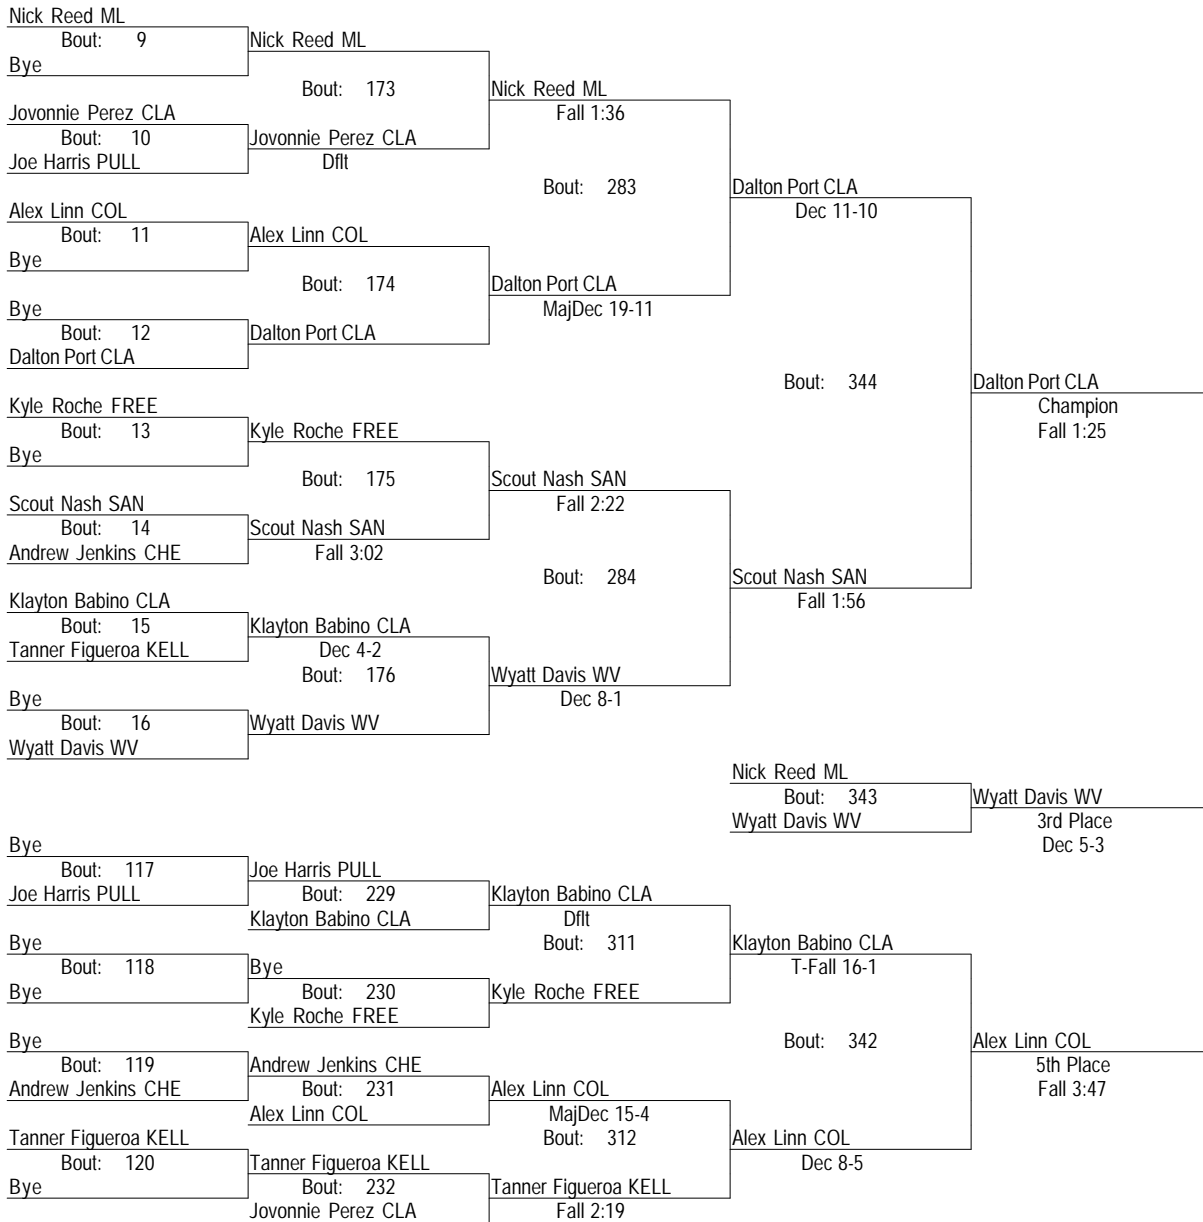 Nick Reed ML
Bout: 9
Nick Reed ML
Bye
Bout: 173
Nick Reed ML
Jovonnie Perez CLA
Fall 1:36
Bout: 10
Jovonnie Perez CLA
Joe Harris PULL
Dflt
Bout: 283
Dalton Port CLA
Alex Linn COL
Dec 11-10
Bout: 11
Alex Linn COL
Bye
Bout: 174
Dalton Port CLA
Bye
MajDec 19-11
Bout: 12
Dalton Port CLA
Dalton Port CLA
Bout: 344
Dalton Port CLA
Kyle Roche FREE
Champion
Bout: 13
Kyle Roche FREE
Fall 1:25
Bye
Bout: 175
Scout Nash SAN
Scout Nash SAN
Fall 2:22
Bout: 14
Scout Nash SAN
Andrew Jenkins CHE
Fall 3:02
Bout: 284
Scout Nash SAN
Klayton Babino CLA
Fall 1:56
Bout: 15
Klayton Babino CLA
Tanner Figueroa KELL
Dec 4-2
Bout: 176
Wyatt Davis WV
Bye
Dec 8-1
Bout: 16
Wyatt Davis WV
Wyatt Davis WV
Nick Reed ML
Bout: 343
Wyatt Davis WV
Wyatt Davis WV
3rd Place
Bye
Dec 5-3
Bout: 117
Joe Harris PULL
Joe Harris PULL
Bout: 229
Klayton Babino CLA
Klayton Babino CLA
Dflt
Bye
Bout: 311
Klayton Babino CLA
Bout: 118
Bye
T-Fall 16-1
Bye
Bout: 230
Kyle Roche FREE
Kyle Roche FREE
Bye
Bout: 342
Alex Linn COL
Bout: 119
Andrew Jenkins CHE
5th Place
Andrew Jenkins CHE
Bout: 231
Alex Linn COL
Fall 3:47
Alex Linn COL
MajDec 15-4
Tanner Figueroa KELL
Bout: 312
Alex Linn COL
Bout: 120
Tanner Figueroa KELL
Dec 8-5
Bye
Bout: 232
Tanner Figueroa KELL
Jovonnie Perez CLA
Fall 2:19